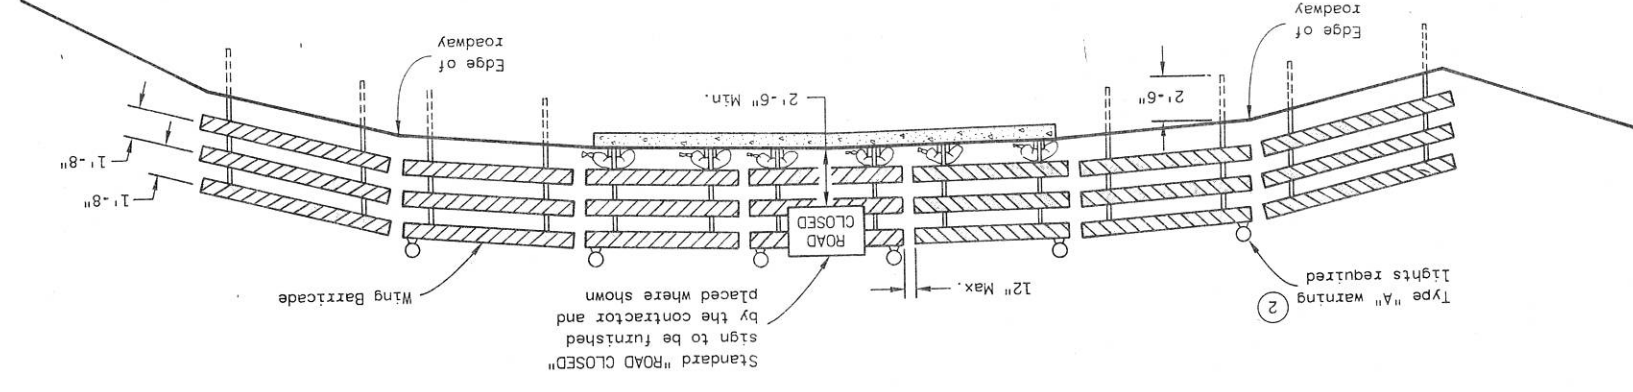 Standard "ROAD CLOSED"
sign to be furnished
by the contractor and
placed where shown
Type "A" warning
lights required
2
12" Max.
Wing Barricade
ROAD
CLOSED
1'-8"
1'-8"
2'-6"
2'-6" Min.
Edge of
roadway
Edge of
roadway